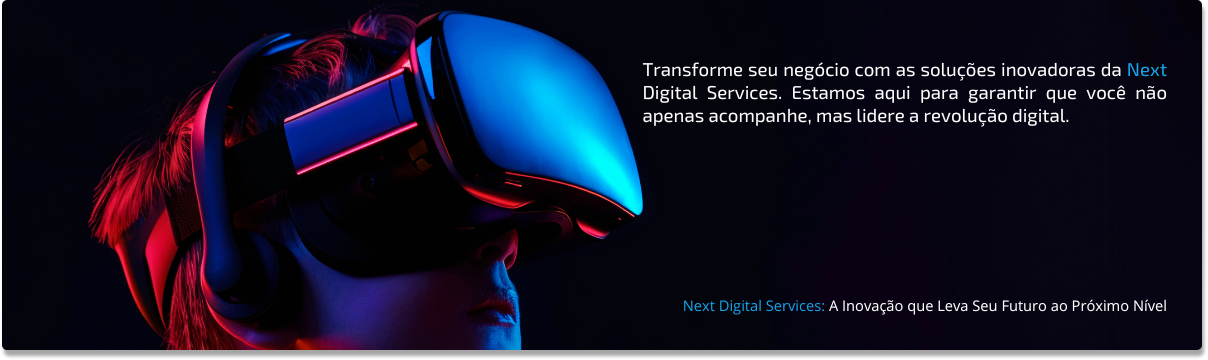 Transforme seu negócio com as soluções inovadoras da Next
Digital Services. Estamos aqui para garantir que você não
apenas acompanhe, mas lidere a revolução digital.
Next Digital Services: A Inovação que Leva Seu Futuro ao Próximo Nível